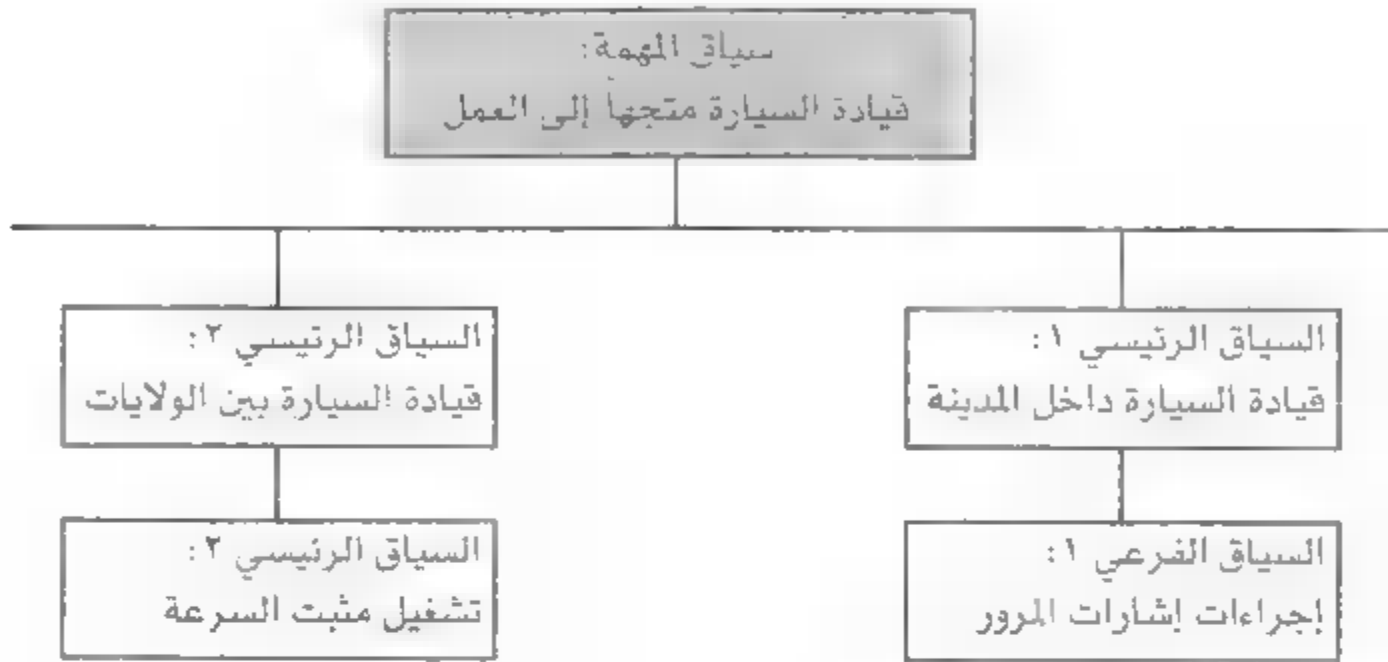 سياق المهمة:
قيادة السيارة متجهاً إلى العمل
السياق الرئيسي ١:
قيادة السيارة داخل المدينة
السياق الرئيسي ٢:
قيادة السيارة بين الولايات
السياق الفرعي ١:
إجراءات إشارات المرور
السياق الرئيسي ٢:
تشغيل مثبت السرعة